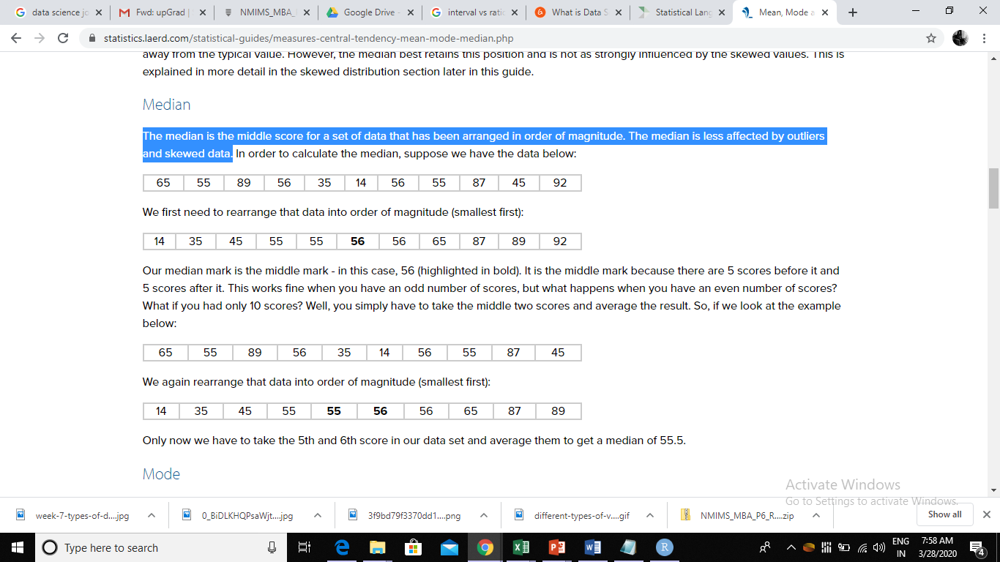 data science jo
Fwd: upGrad |
NMIMS_MBA_
Google Drive -
interval vs ratio
What is Data S
Statistical Lang
Mean, Mode a
statistics.laerd.com/statistical-guides/measures-central-tendency-mean-mode-median.php
away from the typical value. However, the median best retains this position and is not as strongly influenced by the skewed values. This is
explained in more detail in the skewed distribution section later in this guide.
Median
The median is the middle score for a set of data that has been arranged in order of magnitude. The median is less affected by outliers
and skewed data. In order to calculate the median, suppose we have the data below:
65 55 89 56 35 14 56 55 87 45 92
We first need to rearrange that data into order of magnitude (smallest first):
14 35 45 55 55 56 56 65 87 89 92
Our median mark is the middle mark - in this case, 56 (highlighted in bold). It is the middle mark because there are 5 scores before it and
5 scores after it. This works fine when you have an odd number of scores, but what happens when you have an even number of scores?
What if you had only 10 scores? Well, you simply have to take the middle two scores and average the result. So, if we look at the example
below:
65 55 89 56 35 14 56 55 87 45
We again rearrange that data into order of magnitude (smallest first):
14 35 45 55 55 56 56 65 87 89
Only now we have to take the 5th and 6th score in our data set and average them to get a median of 55.5.
Mode
Activate Windows
Go to Settings to activate Windows.
week-7-types-of-d....jpg
0_BiDLKHQPsaWjt....jpg
3f9bd79f3370dd1....png
different-types-of-v....gif
NMIMS_MBA_P6_R....zip
Show all
Type here to search
ENG
IN
7:58 AM
3/28/2020
4